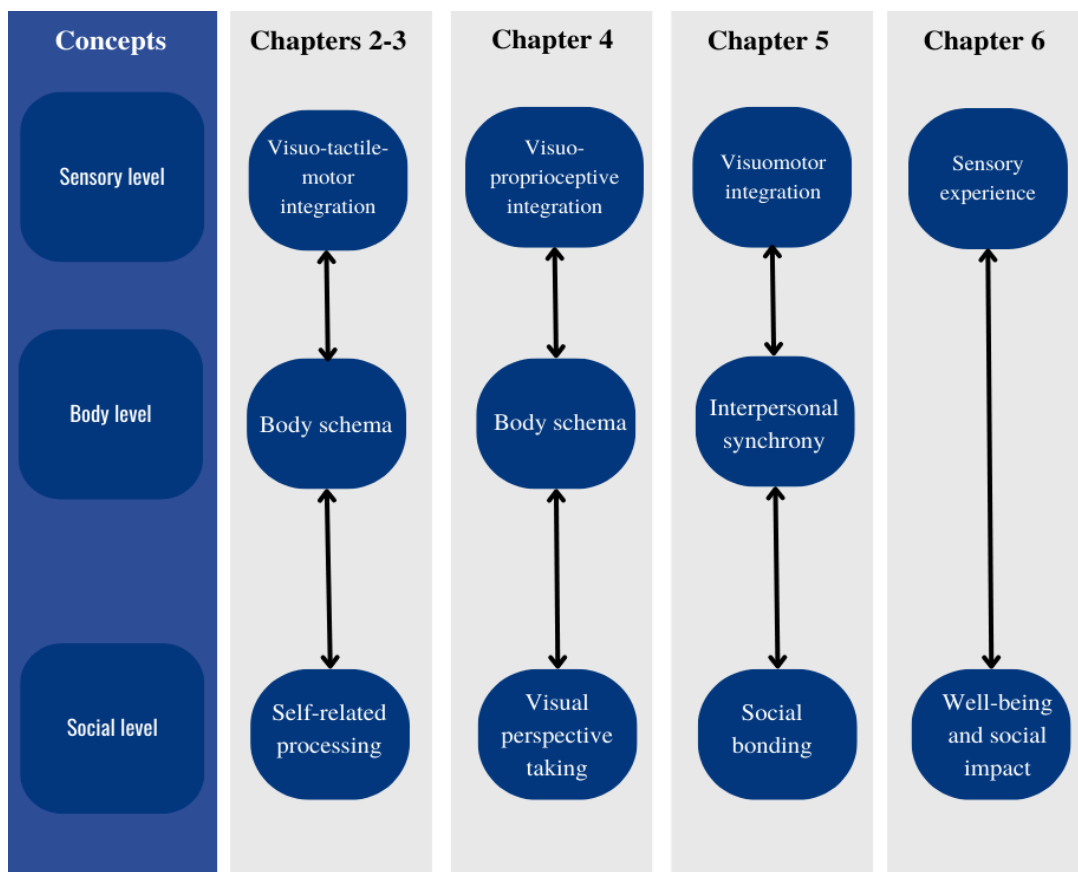 Concepts
Chapters 2-3
Chapter 4
Chapter 5
Chapter 6
Sensory level
Visuo-tactile-
motor
integration
Visuo-
proprioceptive
integration
Visuomotor
integration
Sensory
experience
Body level
Body schema
Body schema
Interpersonal
synchrony
Social level
Self-related
processing
Visual
perspective
taking
Social
bonding
Well-being
and social
impact